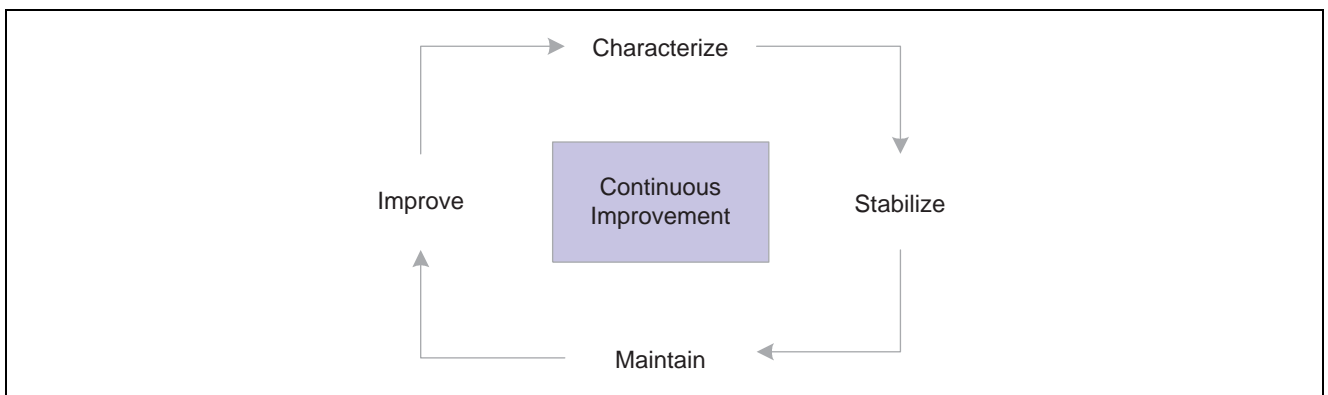 Characterize
Continuous
Improvement
Improve
Stabilize
Maintain